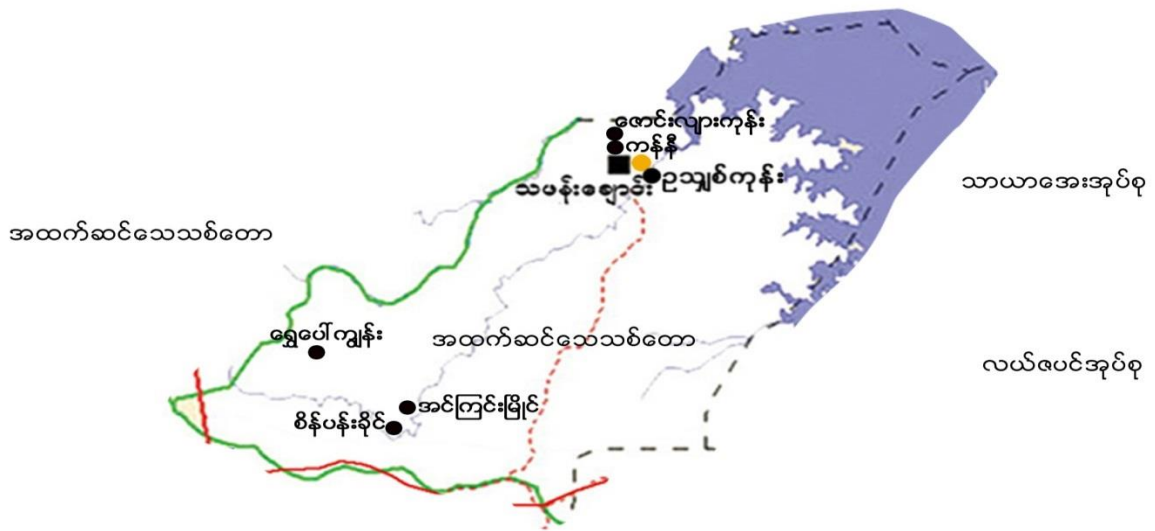 ဇောင်းလျားကုန်း
ကန်နီ
သပန်းချောင်း
ဥသျှစ်ကုန်း
သာယာအေးအုပ်စု
အထက်ဆင်သေသစ်တော
ရွှေပေါ်ကျွန်း
အထက်ဆင်သေသစ်တော
လယ်ဇပင်အုပ်စု
အင်ကြင်းမြိုင်
စိန်ပန်းခိုင်